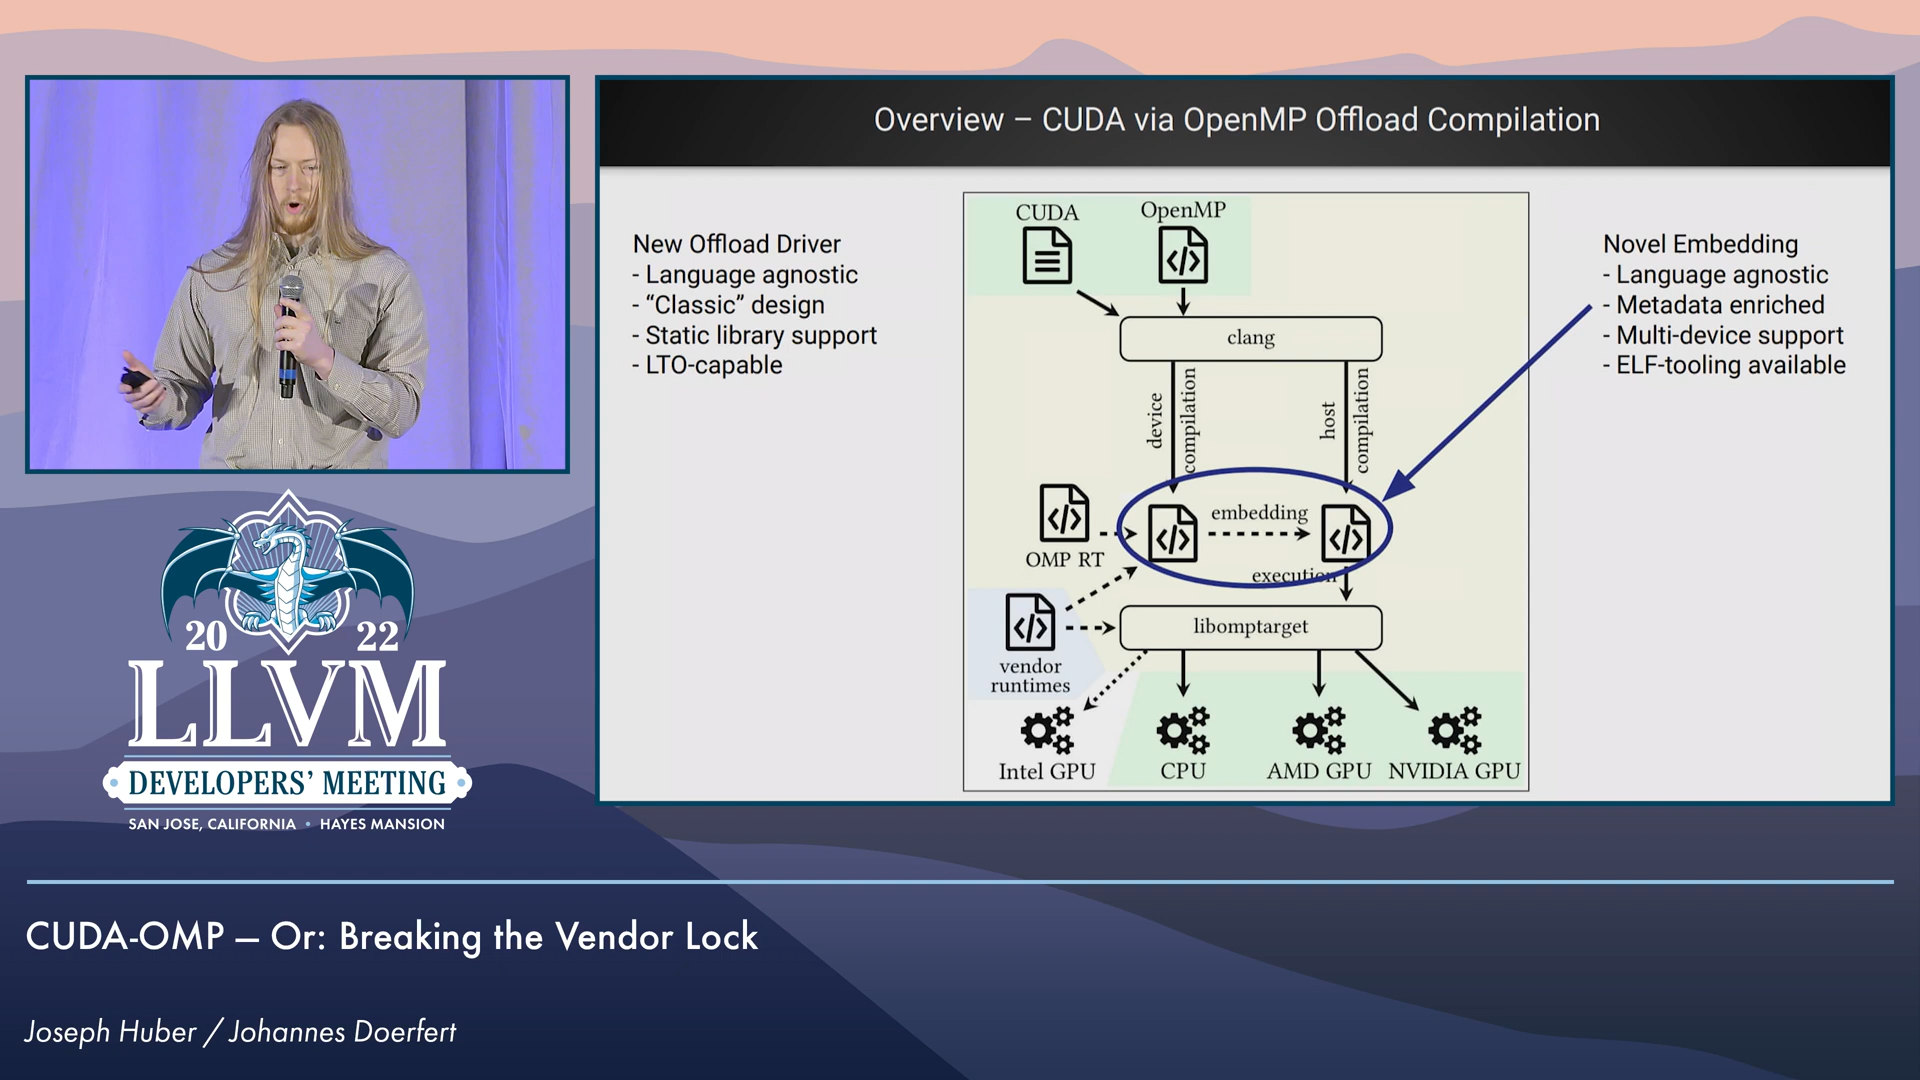 Overview – CUDA via OpenMP Offload Compilation
New Offload Driver
- Language agnostic
- “Classic” design
- Static library support
- LTO-capable
CUDA
OpenMP
clang
device
compilation
host
compilation
embedding
OMP RT
execution
libomptarget
vendor
runtimes
Intel GPU
CPU
AMD GPU
NVIDIA GPU
Novel Embedding
- Language agnostic
- Metadata enriched
- Multi-device support
- ELF-tooling available
20 22
LLVM
DEVELOPERS’ MEETING
SAN JOSE, CALIFORNIA • HAYES MANSION
CUDA-OMP — Or: Breaking the Vendor Lock
Joseph Huber / Johannes Doerfert